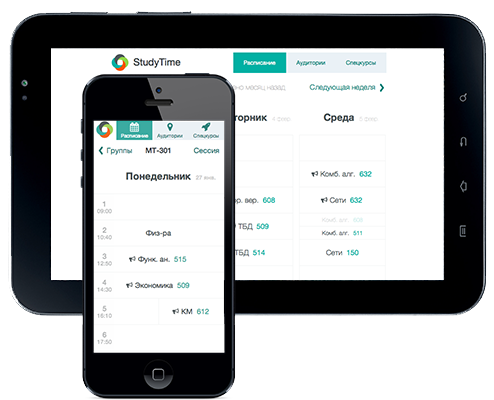 StudyTime
Расписание Аудитории Спецкурсы
но месяц назад Следующая неделя
торник Среда
Комб. алг. 632
р. вер. 608 Сети 632
ТБД 509
Комб. алг. 511
ТБД 514 Сети 150
Расписание Аудитории Спецкурсы
Группы МТ-301 Сессия
Понедельник 27 янв.
1
09:00
2
10:40 Физ-ра
3
12:50 Функ. ан. 515
4
14:30 Экономика 509
5
16:10 КМ 612
6
17:50